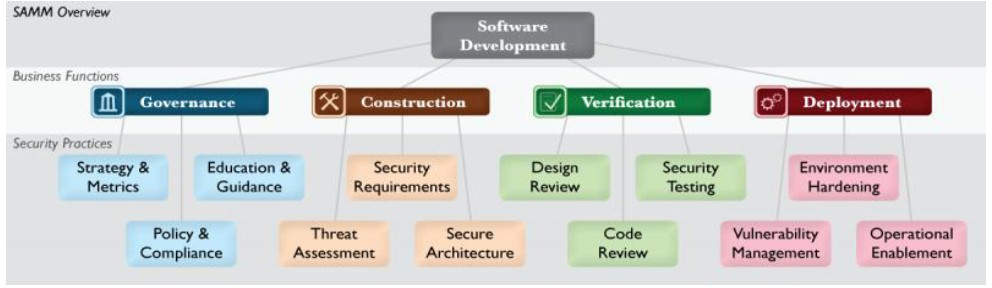 SAMM Overview
Software
Development
Business Functions
Governance
Construction
Verification
Deployment
Security Practices
Strategy &
Metrics
Education &
Guidance
Security
Requirements
Design
Review
Security
Testing
Environment
Hardening
Policy &
Compliance
Threat
Assessment
Secure
Architecture
Code
Review
Vulnerability
Management
Operational
Enablement